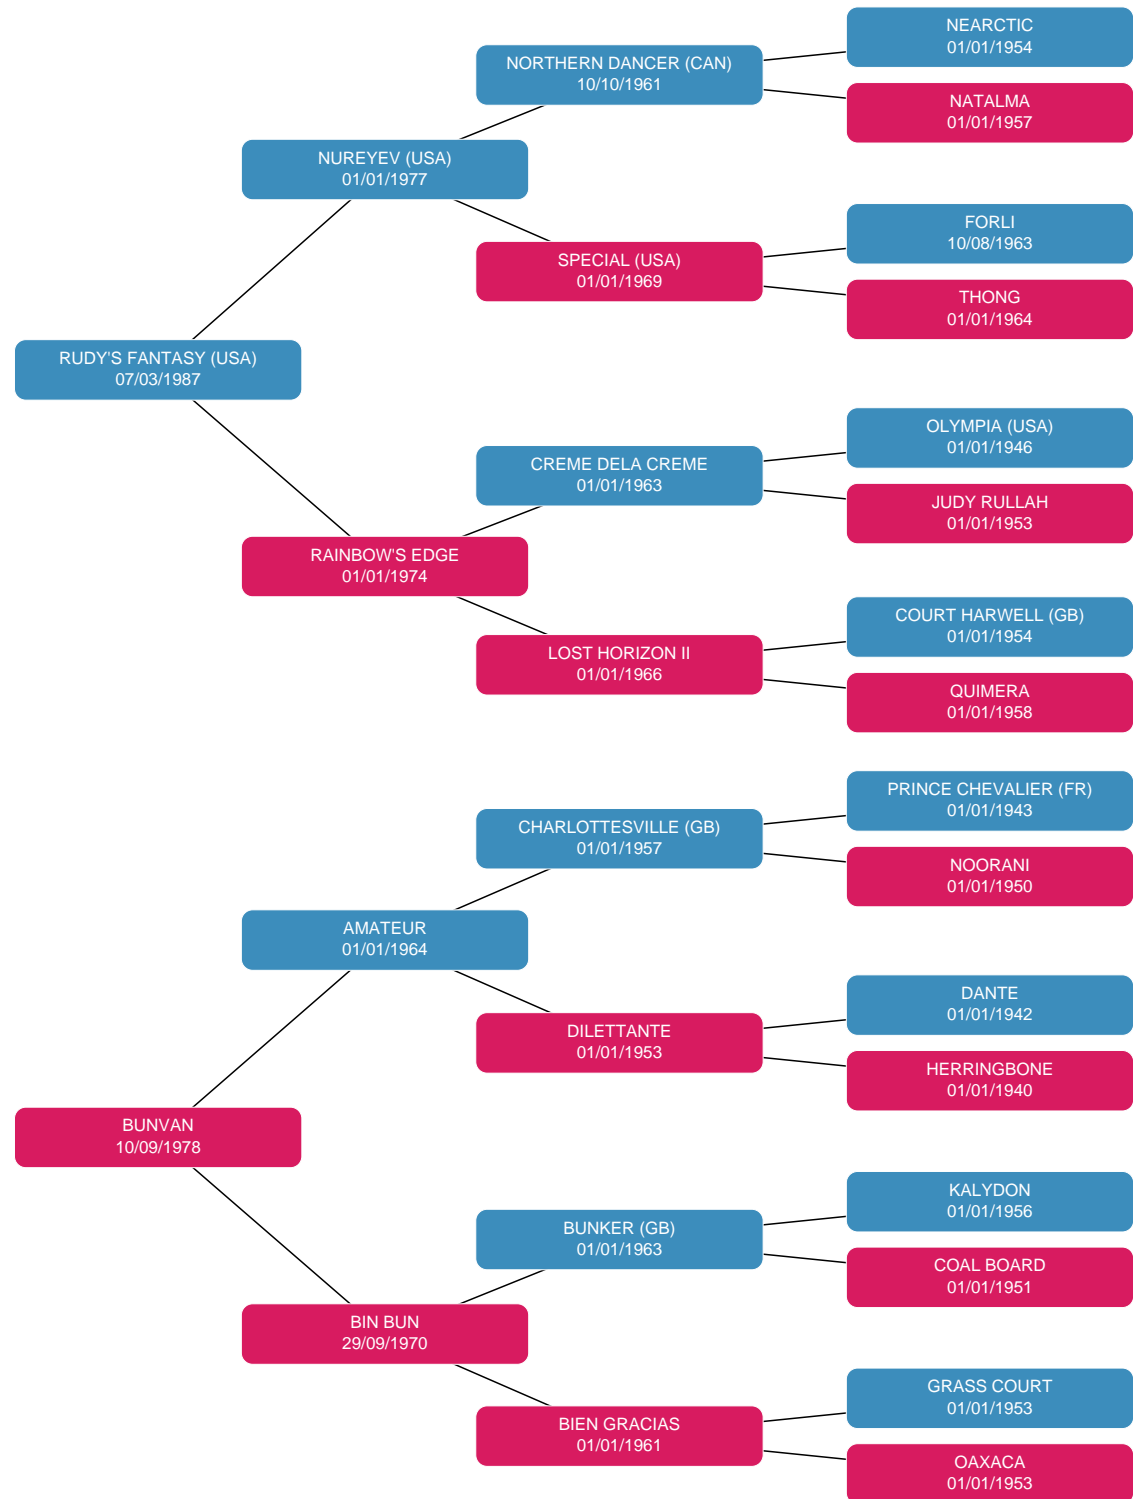 NEARCTIC
01/01/1954
NORTHERN DANCER (CAN)
10/10/1961
NATALMA
01/01/1957
NUREYEV (USA)
01/01/1977
FORLI
10/08/1963
SPECIAL (USA)
01/01/1969
THONG
01/01/1964
RUDY'S FANTASY (USA)
07/03/1987
OLYMPIA (USA)
01/01/1946
CREME DELA CREME
01/01/1963
JUDY RULLAH
01/01/1953
RAINBOW'S EDGE
01/01/1974
COURT HARWELL (GB)
01/01/1954
LOST HORIZON II
01/01/1966
QUIMERA
01/01/1958
PRINCE CHEVALIER (FR)
01/01/1943
CHARLOTTESVILLE (GB)
01/01/1957
NOORANI
01/01/1950
AMATEUR
01/01/1964
DANTE
01/01/1942
DILETTANTE
01/01/1953
HERRINGBONE
01/01/1940
BUNVAN
10/09/1978
KALYDON
01/01/1956
BUNKER (GB)
01/01/1963
COAL BOARD
01/01/1951
BIN BUN
29/09/1970
GRASS COURT
01/01/1953
BIEN GRACIAS
01/01/1961
OAXACA
01/01/1953